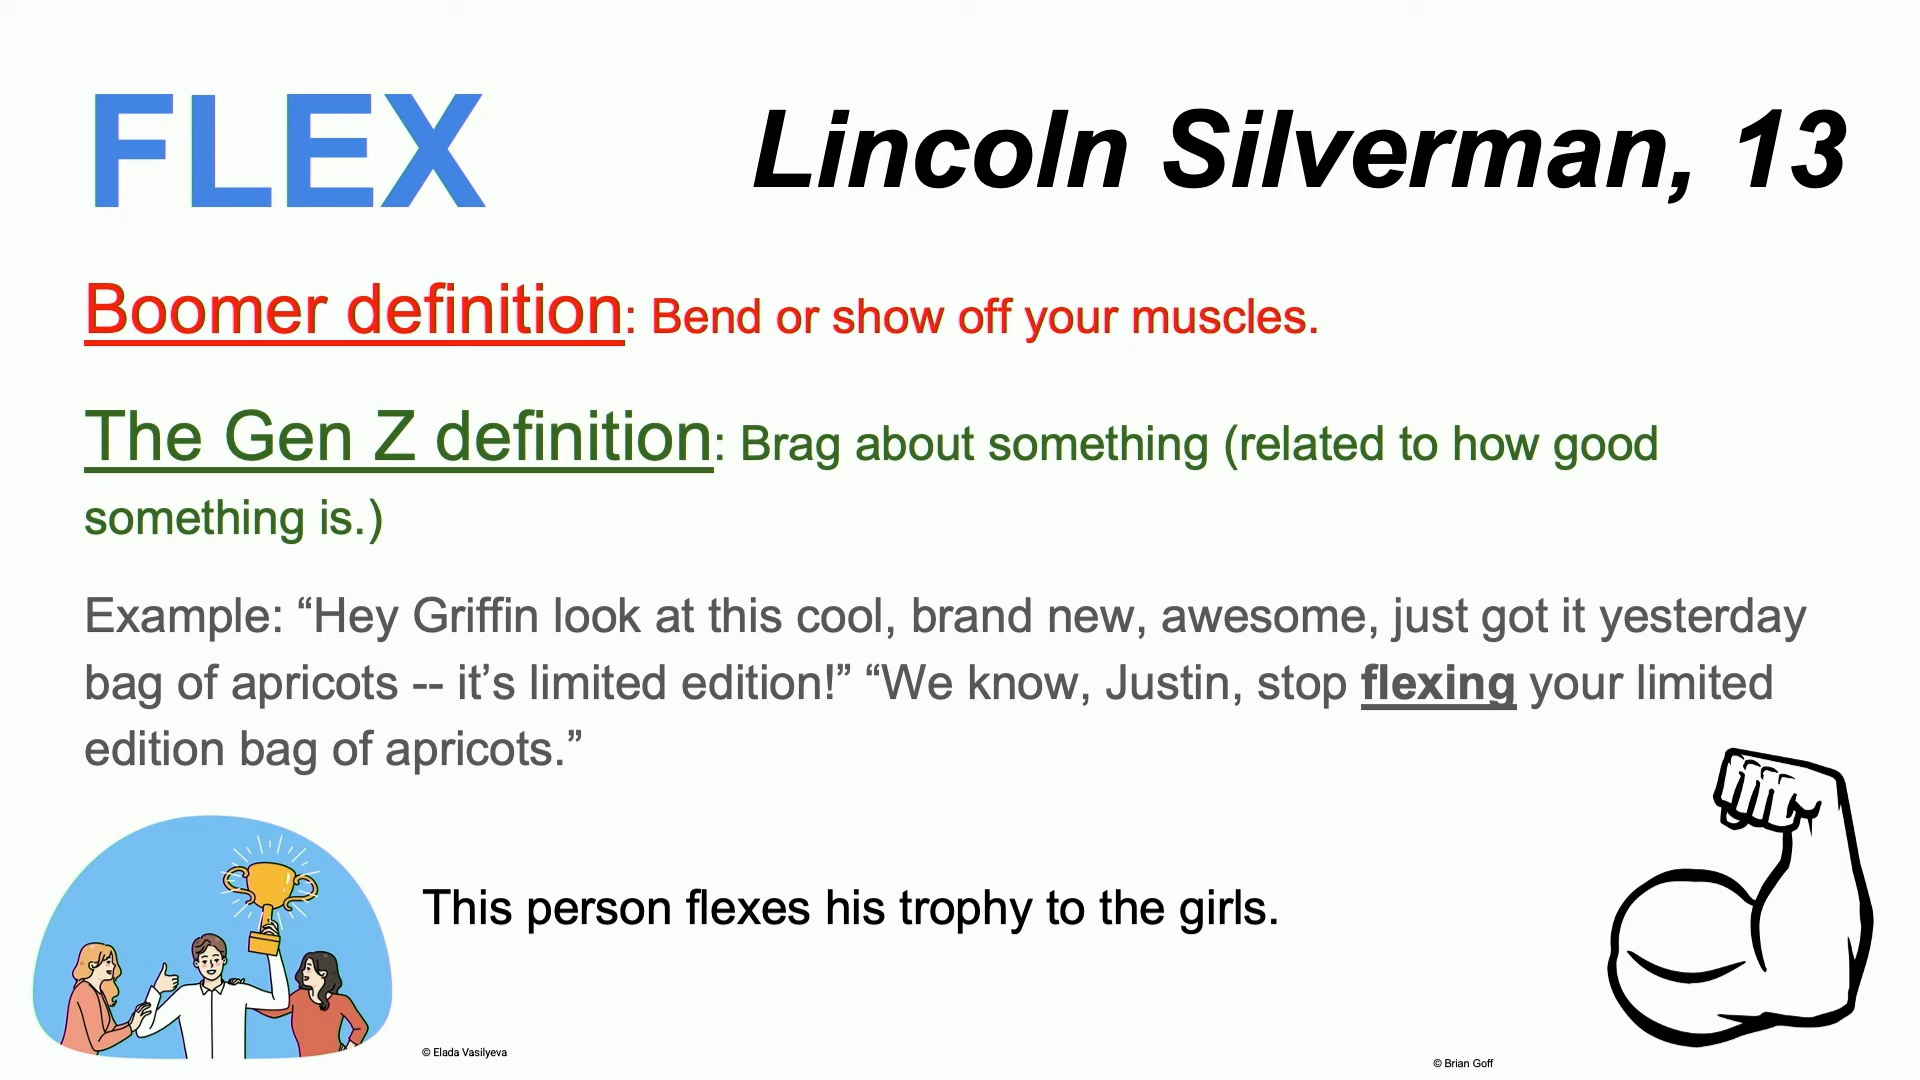 FLEX
Lincoln Silverman, 13
Boomer definition: Bend or show off your muscles.
The Gen Z definition: Brag about something (related to how good
something is.)
Example: “Hey Griffin look at this cool, brand new, awesome, just got it yesterday
bag of apricots -- it’s limited edition!” “We know, Justin, stop flexing your limited
edition bag of apricots.”
This person flexes his trophy to the girls.
© Elada Vasilyeva
© Brian Goff